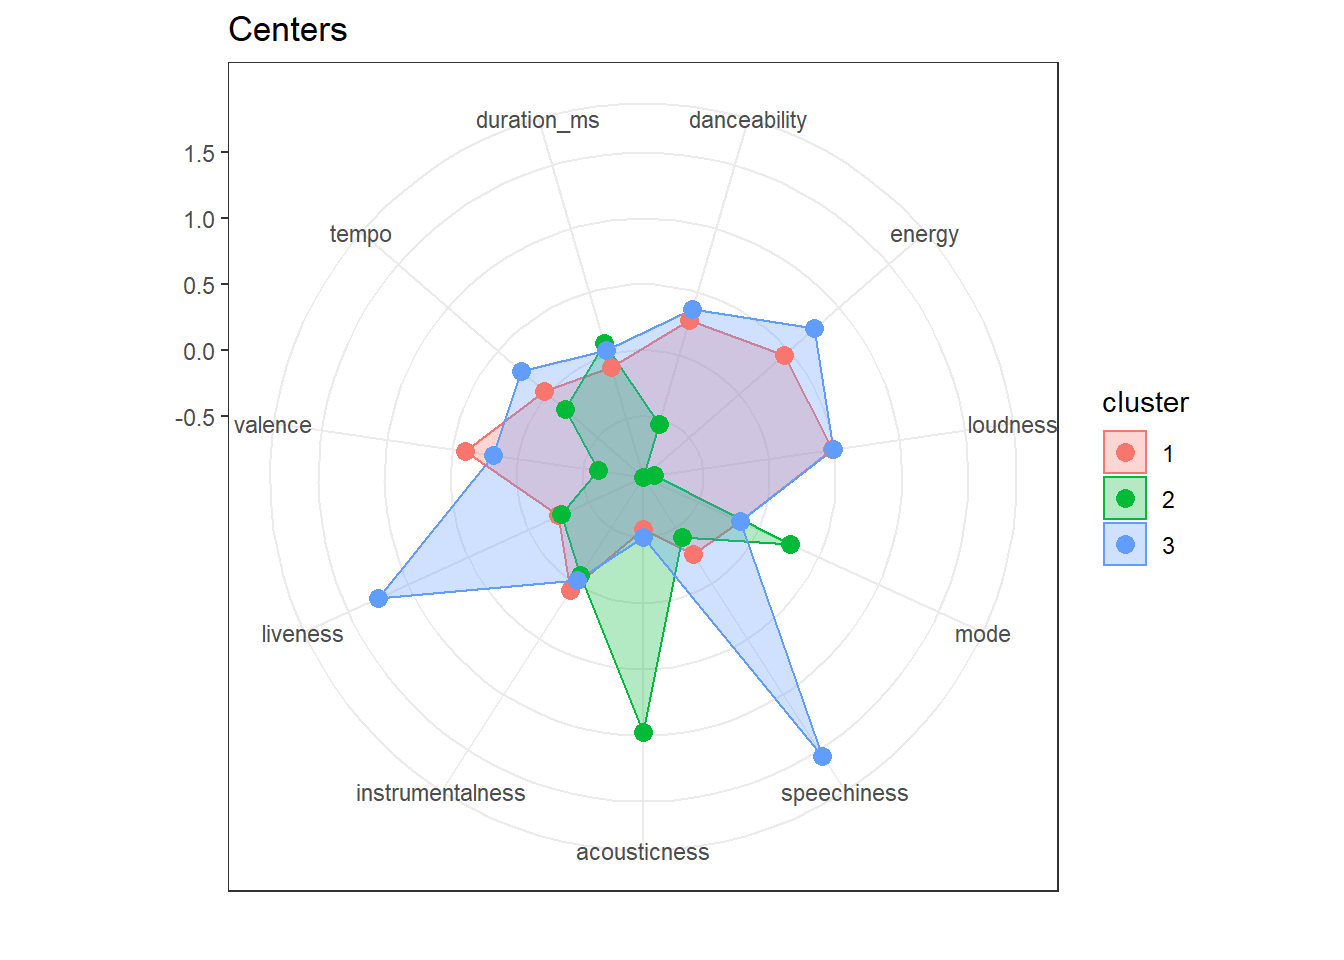 Centers
duration_ms
danceability
1.5
1.0
tempo
energy
0.5
0.0
-0.5
valence
loudness
cluster
1
2
3
liveness
mode
instrumentalness
speechiness
acousticness